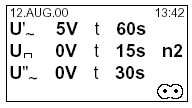 12.AUG.00 13:42
U'~ 5V t 60s
U⊓ 0V t 15s n2
U"~ 0V t 30s